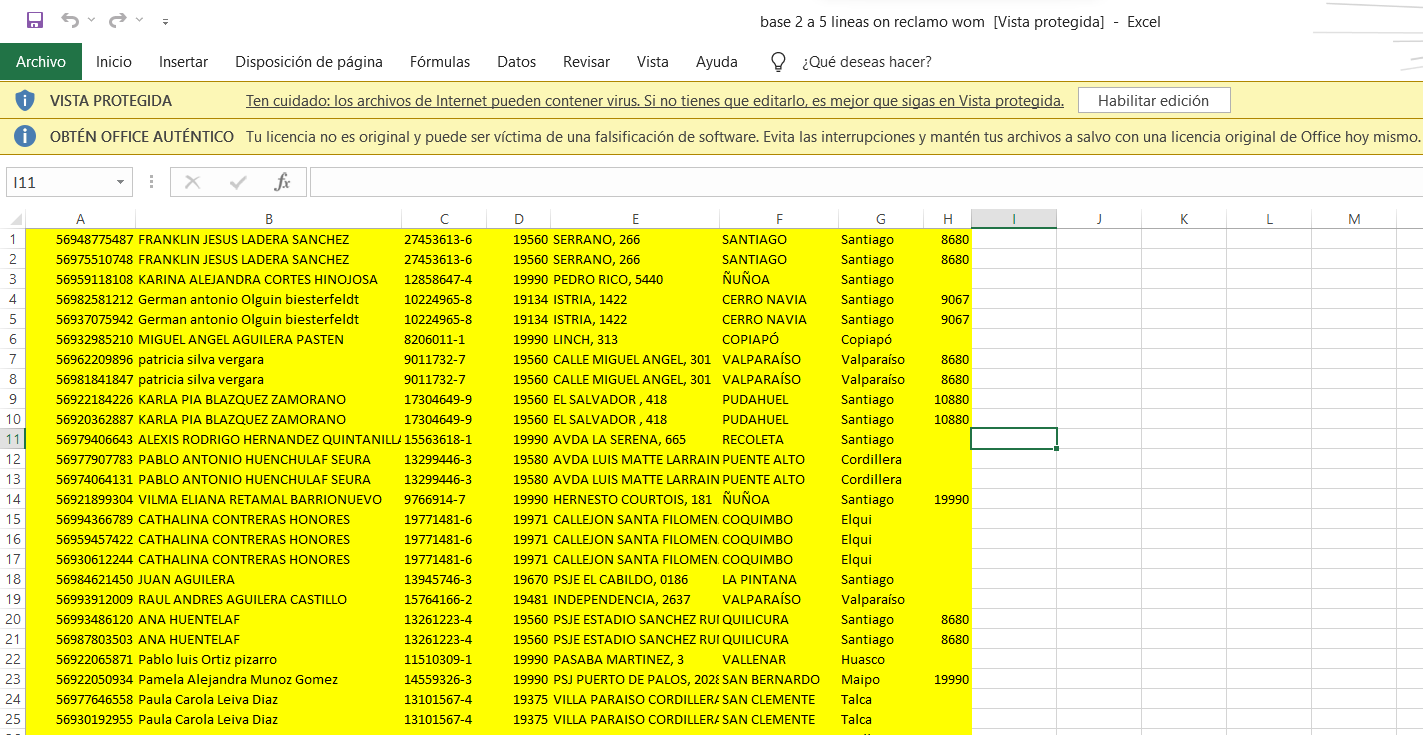 base 2 a 5 lineas on reclamo wom [Vista protegida] - Excel
Archivo Inicio Insertar Disposición de página Fórmulas Datos Revisar Vista Ayuda ¿Qué deseas hacer?
VISTA PROTEGIDA Ten cuidado: los archivos de Internet pueden contener virus. Si no tienes que editarlo, es mejor que sigas en Vista protegida. Habilitar edición
OBTÉN OFFICE AUTÉNTICO Tu licencia no es original y puede ser víctima de una falsificación de software. Evita las interrupciones y mantén tus archivos a salvo con una licencia original de Office hoy mismo.
I11 fx
A B C D E F G H I J K L M
1 56948775487 FRANKLIN JESUS LADERA SANCHEZ 27453613-6 19560 SERRANO, 266 SANTIAGO Santiago 8680
2 56975510748 FRANKLIN JESUS LADERA SANCHEZ 27453613-6 19560 SERRANO, 266 SANTIAGO Santiago 8680
3 56959118108 KARINA ALEJANDRA CORTES HINOJOSA 12858647-4 19990 PEDRO RICO, 5440 ÑUÑOA Santiago
4 56982581212 German antonio Olguin biesterfeldt 10224965-8 19134 ISTRIA, 1422 CERRO NAVIA Santiago 9067
5 56937075942 German antonio Olguin biesterfeldt 10224965-8 19134 ISTRIA, 1422 CERRO NAVIA Santiago 9067
6 56932985210 MIGUEL ANGEL AGUILERA PASTEN 8206011-1 19990 LINCH, 313 COPIAPÓ Copiapó
7 56962209896 patricia silva vergara 9011732-7 19560 CALLE MIGUEL ANGEL, 301 VALPARAÍSO Valparaíso 8680
8 56981841847 patricia silva vergara 9011732-7 19560 CALLE MIGUEL ANGEL, 301 VALPARAÍSO Valparaíso 8680
9 56922184226 KARLA PIA BLAZQUEZ ZAMORANO 17304649-9 19560 EL SALVADOR , 418 PUDAHUEL Santiago 10880
10 56920362887 KARLA PIA BLAZQUEZ ZAMORANO 17304649-9 19560 EL SALVADOR , 418 PUDAHUEL Santiago 10880
11 56979406643 ALEXIS RODRIGO HERNANDEZ QUINTANILLA 15563618-1 19990 AVDA LA SERENA, 665 RECOLETA Santiago
12 56977907783 PABLO ANTONIO HUENCHULAF SEURA 13299446-3 19580 AVDA LUIS MATTE LARRAIN PUENTE ALTO Cordillera
13 56974064131 PABLO ANTONIO HUENCHULAF SEURA 13299446-3 19580 AVDA LUIS MATTE LARRAIN PUENTE ALTO Cordillera
14 56921899304 VILMA ELIANA RETAMAL BARRIONUEVO 9766914-7 19990 HERNESTO COURTOIS, 181 ÑUÑOA Santiago 19990
15 56994366789 CATHALINA CONTRERAS HONORES 19771481-6 19971 CALLEJON SANTA FILOMEN COQUIMBO Elqui
16 56959457422 CATHALINA CONTRERAS HONORES 19771481-6 19971 CALLEJON SANTA FILOMEN COQUIMBO Elqui
17 56930612244 CATHALINA CONTRERAS HONORES 19771481-6 19971 CALLEJON SANTA FILOMEN COQUIMBO Elqui
18 56984621450 JUAN AGUILERA 13945746-3 19670 PSJE EL CABILDO, 0186 LA PINTANA Santiago
19 56993912009 RAUL ANDRES AGUILERA CASTILLO 15764166-2 19481 INDEPENDENCIA, 2637 VALPARAÍSO Valparaíso
20 56993486120 ANA HUENTELAF 13261223-4 19560 PSJE ESTADIO SANCHEZ RU QUILICURA Santiago 8680
21 56987803503 ANA HUENTELAF 13261223-4 19560 PSJE ESTADIO SANCHEZ RU QUILICURA Santiago 8680
22 56922065871 Pablo luis Ortiz pizarro 11510309-1 19990 PASABA MARTINEZ, 3 VALLENAR Huasco
23 56922050934 Pamela Alejandra Munoz Gomez 14559326-3 19990 PSJ PUERTO DE PALOS, 2028 SAN BERNARDO Maipo 19990
24 56977646558 Paula Carola Leiva Diaz 13101567-4 19375 VILLA PARAISO CORDILLERA SAN CLEMENTE Talca
25 56930192955 Paula Carola Leiva Diaz 13101567-4 19375 VILLA PARAISO CORDILLERA SAN CLEMENTE Talca